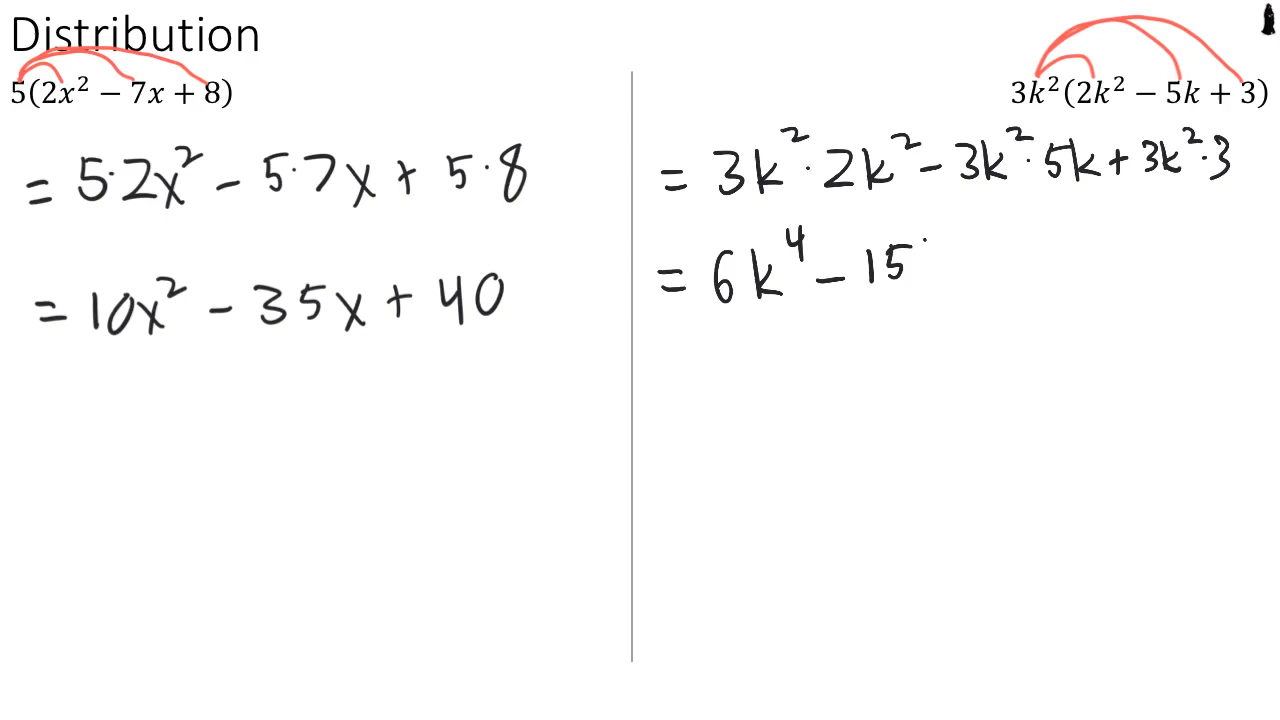 Distribution
5(2x² − 7x + 8)
= 5·2x² − 5·7x + 5·8
= 10x² − 35x + 40
3k²(2k² − 5k + 3)
= 3k²·2k² − 3k²·5k + 3k²·3
= 6k⁴ − 15